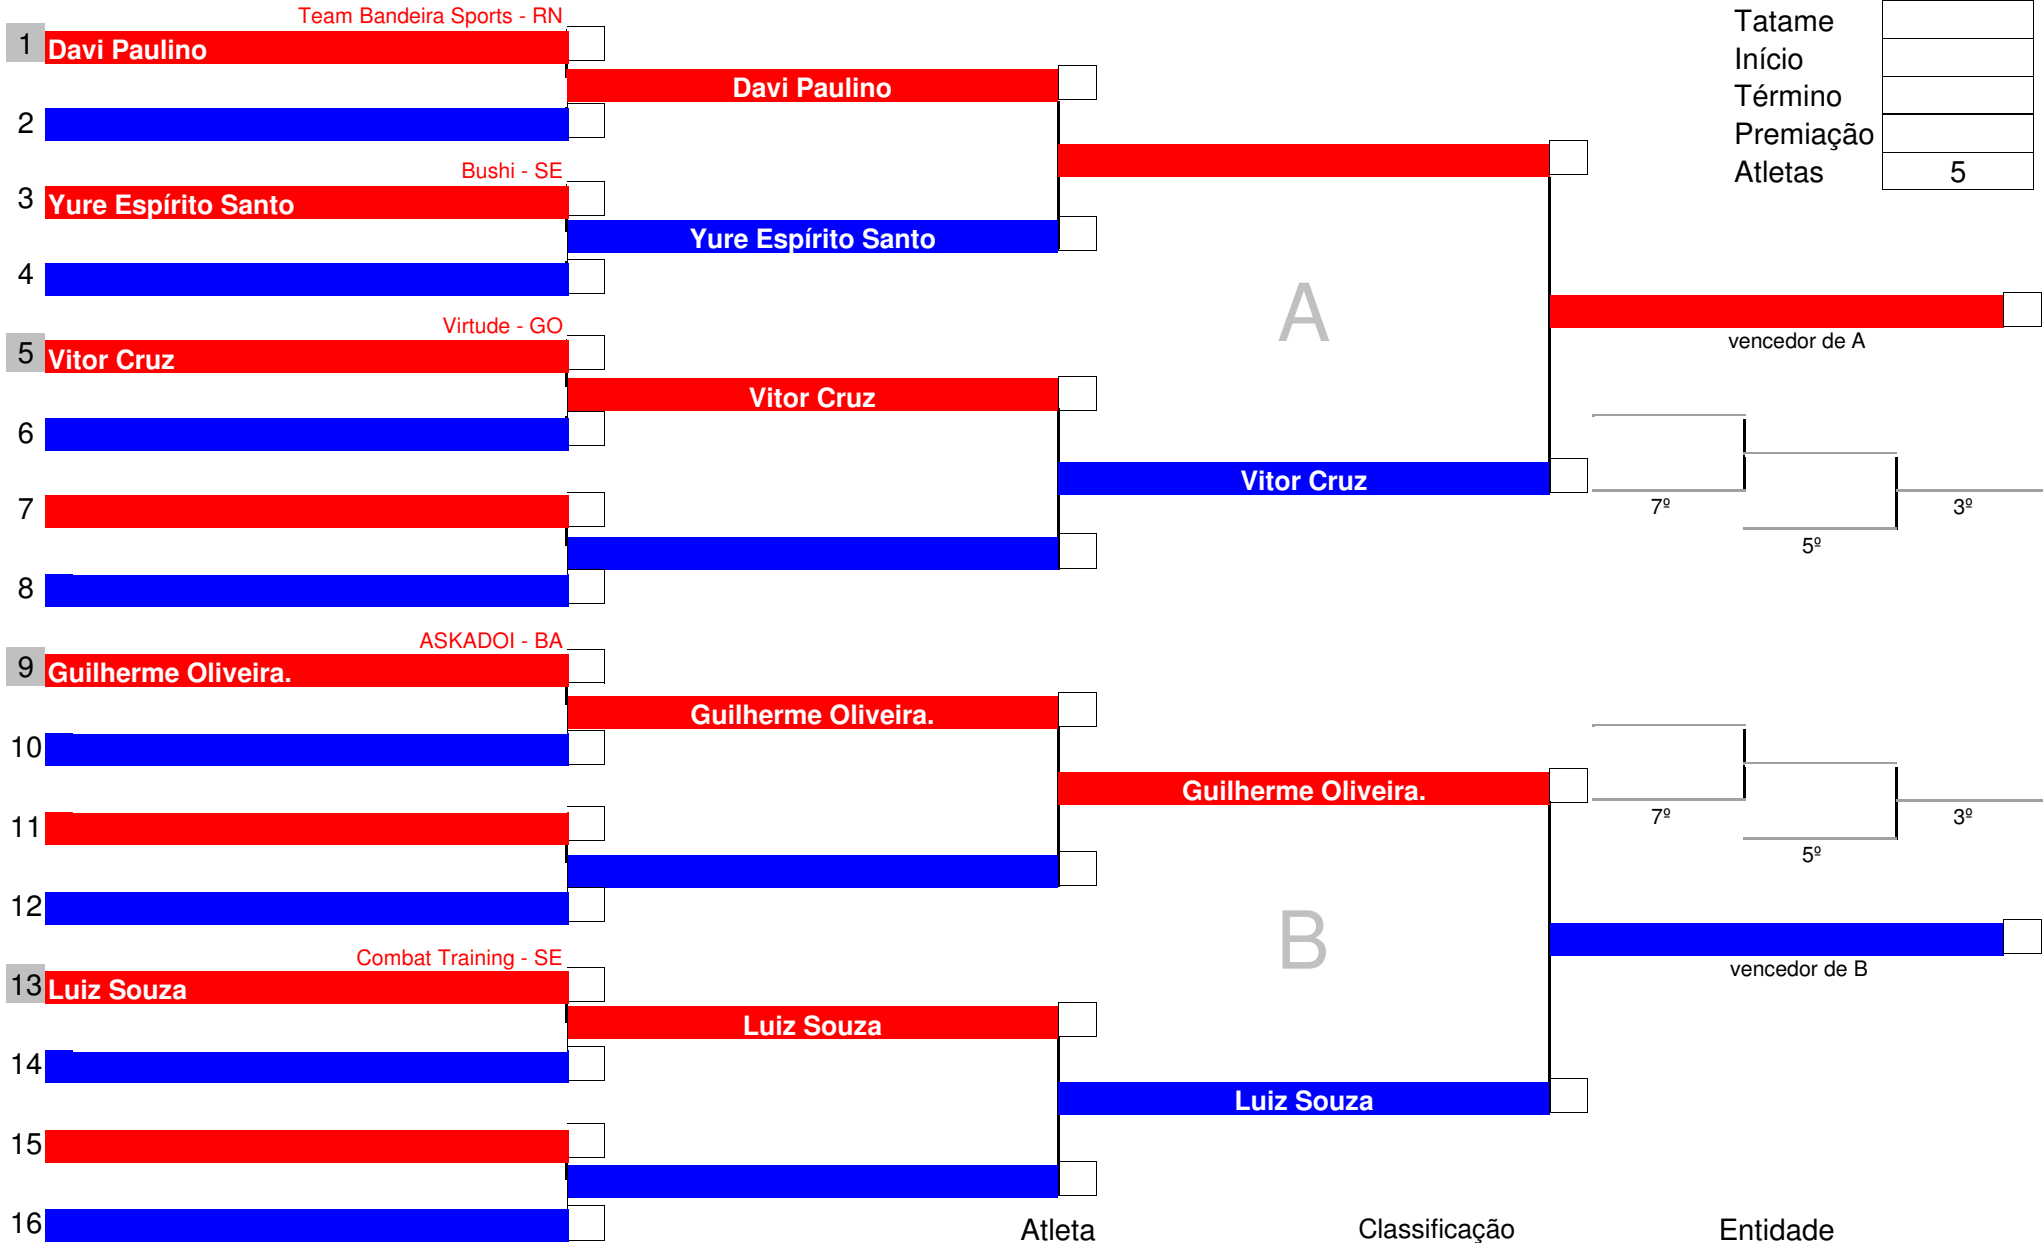 Team Bandeira Sports - RN
1 Davi Paulino
Davi Paulino
2
Bushi - SE
3 Yure Espírito Santo
Yure Espírito Santo
4
Virtude - GO
5 Vitor Cruz
Vitor Cruz
6
Vitor Cruz
7
8
ASKADOI - BA
9 Guilherme Oliveira.
Guilherme Oliveira.
10
Guilherme Oliveira.
11
12
Combat Training - SE
13 Luiz Souza
Luiz Souza
14
Luiz Souza
15
16
A
B
Tatame
Início
Término
Premiação
Atletas 5
vencedor de A
7º
3º
5º
7º
3º
5º
vencedor de B
Atleta Classificação Entidade